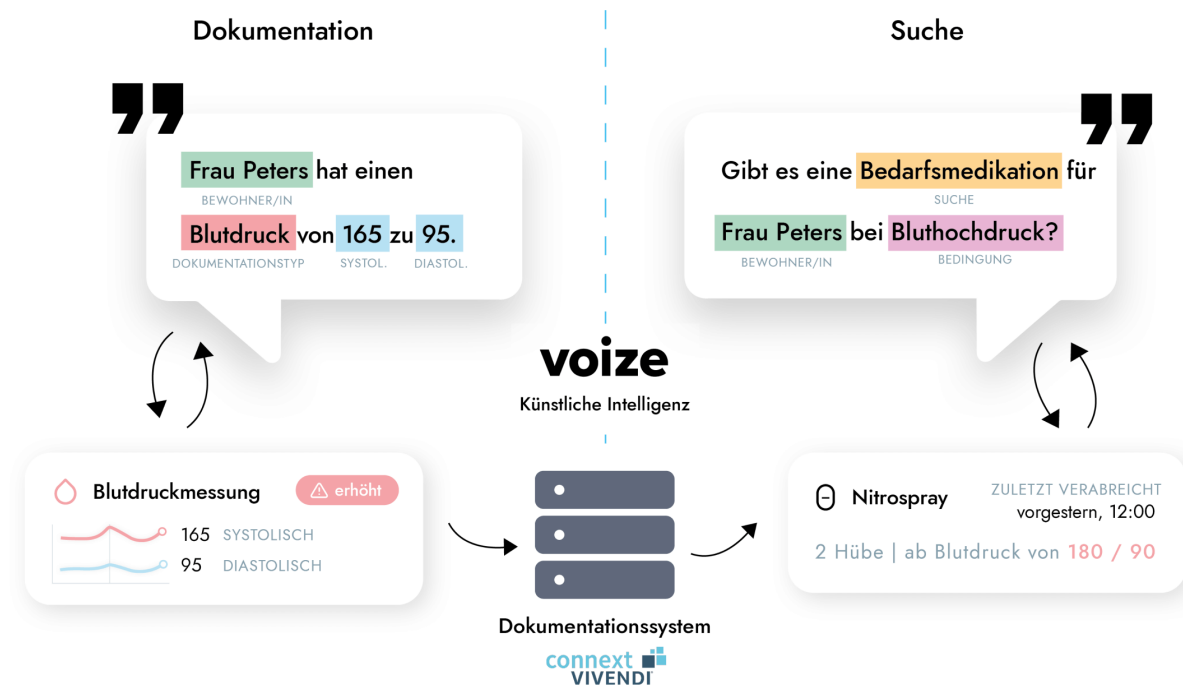 Dokumentation
Frau Peters hat einen
BEWOHNER/IN
Blutdruck von 165 zu 95.
DOKUMENTATIONSTYP SYSTOL. DIASTOL.
Suche
Gibt es eine Bedarfsmedikation für
SUCHE
Frau Peters bei Bluthochdruck?
BEWOHNER/IN BEDINGUNG
voize
Künstliche Intelligenz
Blutdruckmessung erhöht
165 SYSTOLISCH
95 DIASTOLISCH
Dokumentationssystem
connext
VIVENDI
Nitrospray
ZULETZT VERABREICHT
vorgestern, 12:00
2 Hübe | ab Blutdruck von 180 / 90